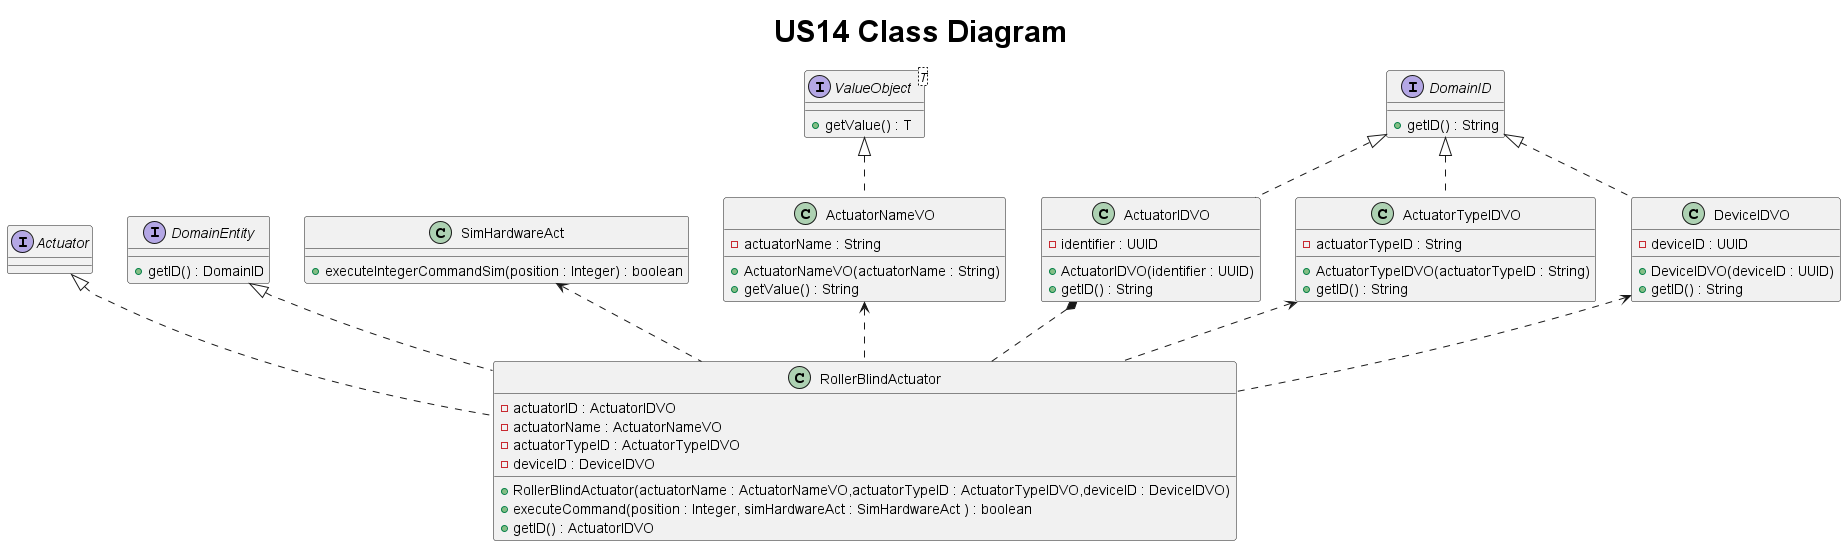 US14 Class Diagram
I ValueObject T
getValue() : T
I DomainID
getID() : String
I Actuator
I DomainEntity
getID() : DomainID
C SimHardwareAct
executeIntegerCommandSim(position : Integer) : boolean
C ActuatorNameVO
actuatorName : String
ActuatorNameVO(actuatorName : String)
getValue() : String
C ActuatorIDVO
identifier : UUID
ActuatorIDVO(identifier : UUID)
getID() : String
C ActuatorTypeIDVO
actuatorTypeID : String
ActuatorTypeIDVO(actuatorTypeID : String)
getID() : String
C DeviceIDVO
deviceID : UUID
DeviceIDVO(deviceID : UUID)
getID() : String
C RollerBlindActuator
actuatorID : ActuatorIDVO
actuatorName : ActuatorNameVO
actuatorTypeID : ActuatorTypeIDVO
deviceID : DeviceIDVO
RollerBlindActuator(actuatorName : ActuatorNameVO,actuatorTypeID : ActuatorTypeIDVO,deviceID : DeviceIDVO)
executeCommand(position : Integer, simHardwareAct : SimHardwareAct ) : boolean
getID() : ActuatorIDVO